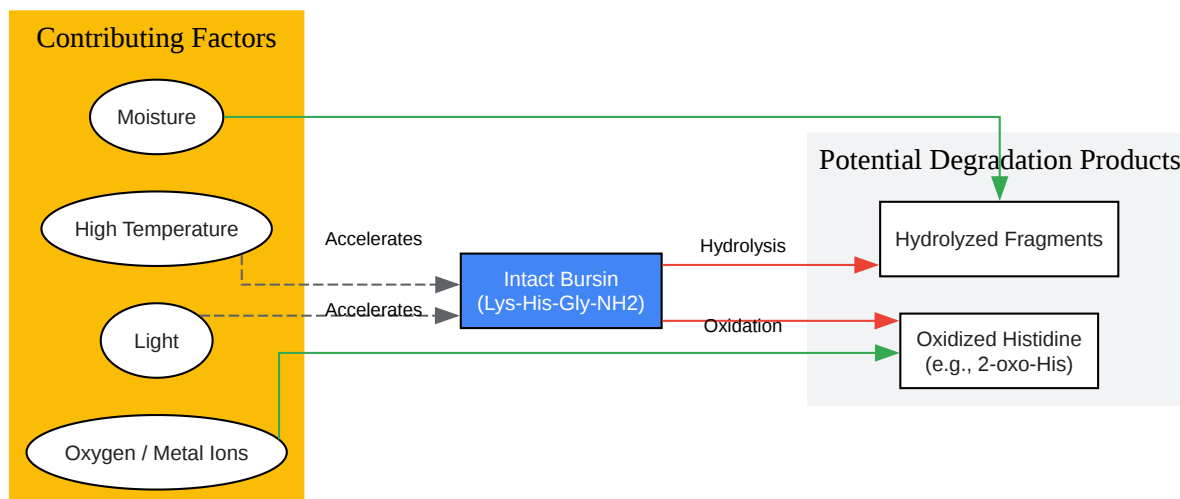 Contributing Factors
Moisture
High Temperature
Light
Oxygen / Metal Ions
Accelerates
Accelerates
Intact Bursin
(Lys-His-Gly-NH2)
Hydrolysis
Oxidation
Potential Degradation Products
Hydrolyzed Fragments
Oxidized Histidine
(e.g., 2-oxo-His)